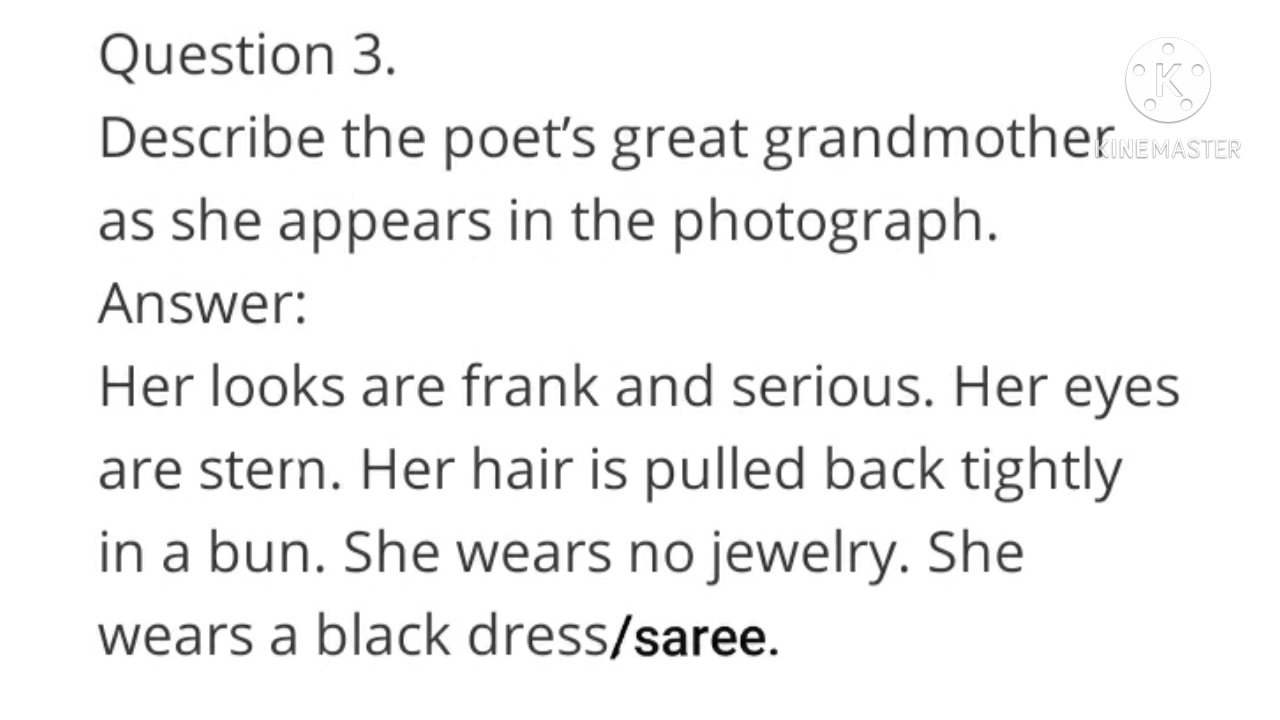 Question 3.
K
Describe the poet's great grandmother
KINEMASTER
as she appears in the photograph.
Answer:
Her looks are frank and serious. Her eyes
are stern. Her hair is pulled back tightly
in a bun. She wears no jewelry. She
wears a black dress/saree.